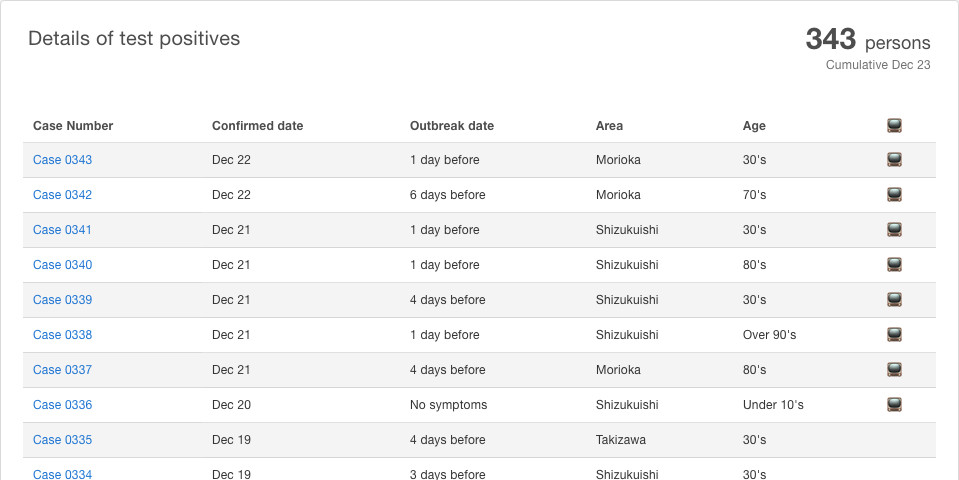 Details of test positives
343 persons
Cumulative Dec 23
Case Number Confirmed date Outbreak date Area Age
Case 0343 Dec 22 1 day before Morioka 30's
Case 0342 Dec 22 6 days before Morioka 70's
Case 0341 Dec 21 1 day before Shizukuishi 30's
Case 0340 Dec 21 1 day before Shizukuishi 80's
Case 0339 Dec 21 4 days before Shizukuishi 30's
Case 0338 Dec 21 1 day before Shizukuishi Over 90's
Case 0337 Dec 21 4 days before Morioka 80's
Case 0336 Dec 20 No symptoms Shizukuishi Under 10's
Case 0335 Dec 19 4 days before Takizawa 30's
Case 0334 Dec 19 3 days before Shizukuishi 30's